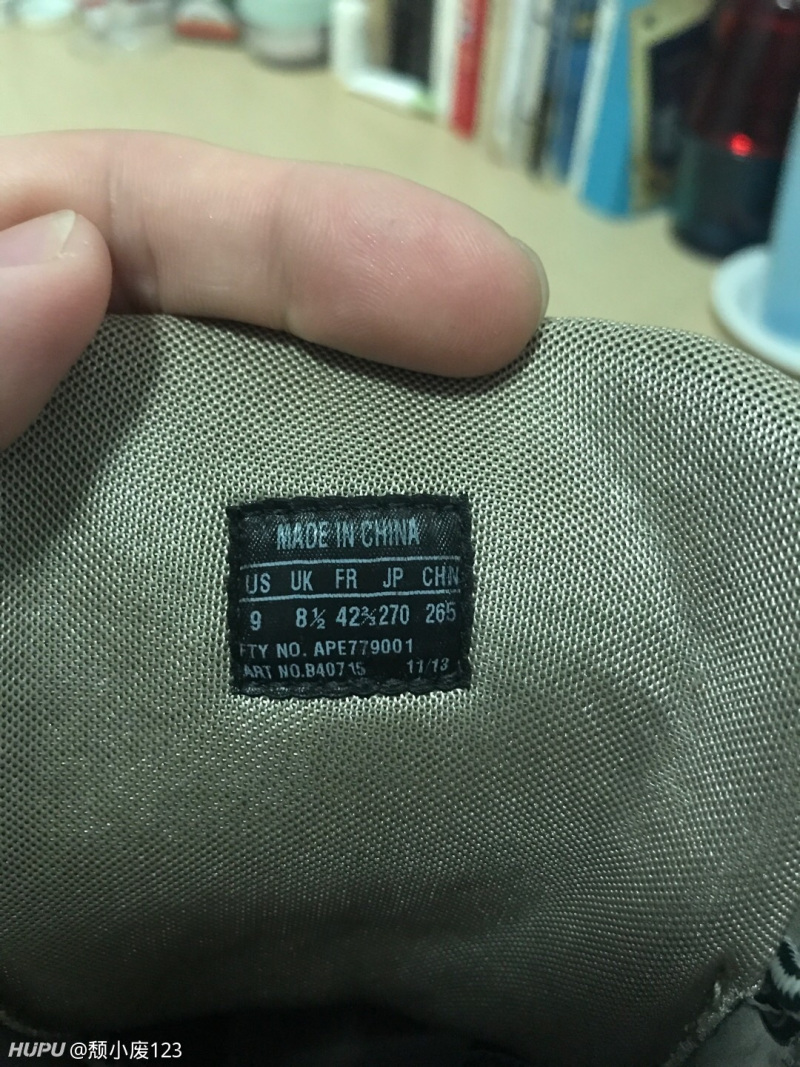 MADE IN CHINA
US UK FR JP CHN
9 8½ 42⅔ 270 265
FTY NO. APE779001
ART NO.B40715 11/13
HUPU @颓小废123